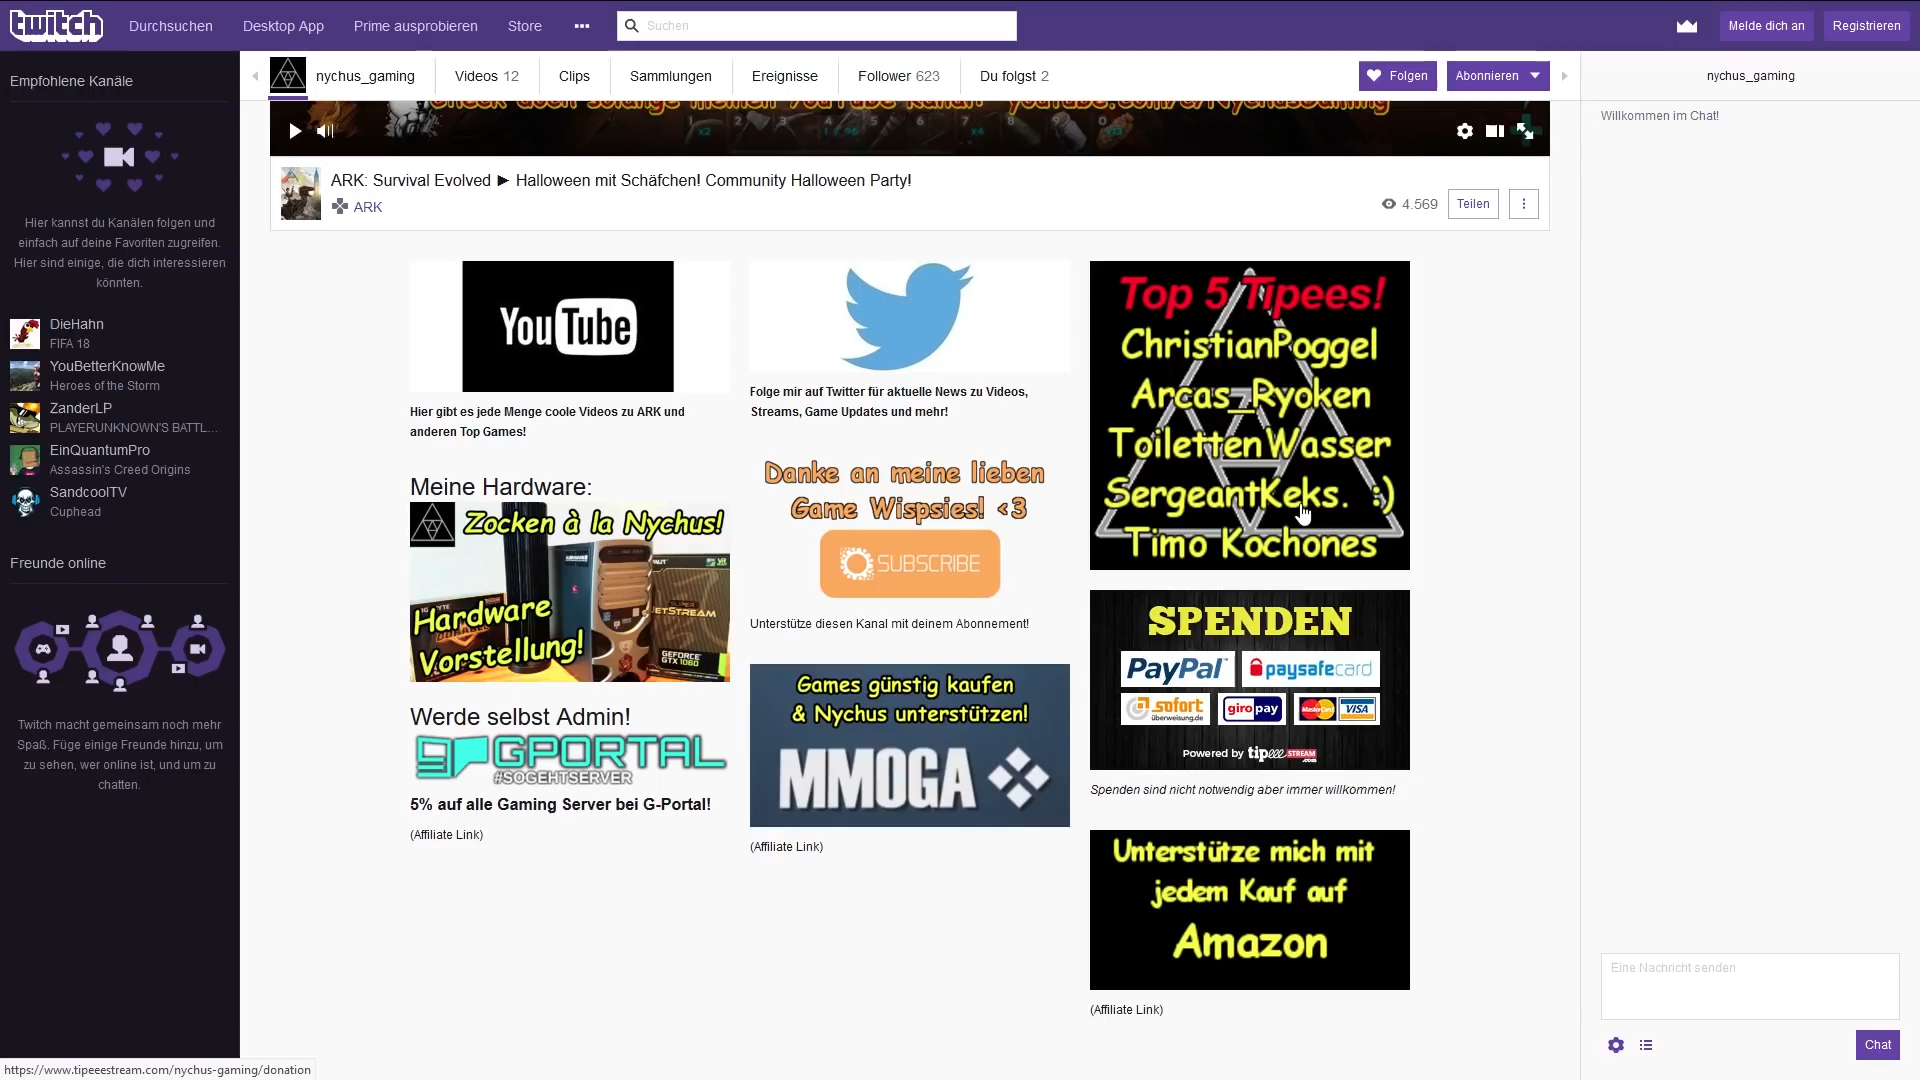 twitch Durchsuchen Desktop App Prime ausprobieren Store Suchen Melde dich an Registrieren
Empfohlene Kanäle
Hier kannst du Kanälen folgen und
einfach auf deine Favoriten zugreifen.
Hier sind einige, die dich interessieren
könnten.
DieHahn
FIFA 18
YouBetterKnowMe
Heroes of the Storm
ZanderLP
PLAYERUNKNOWN'S BATTL...
EinQuantumPro
Assassin's Creed Origins
SandcoolTV
Cuphead
Freunde online
Twitch macht gemeinsam noch mehr
Spaß. Füge einige Freunde hinzu, um
zu sehen, wer online ist, und um zu
chatten.
nychus_gaming Videos 12 Clips Sammlungen Ereignisse Follower 623 Du folgst 2 Folgen Abonnieren
ARK: Survival Evolved ► Halloween mit Schäfchen! Community Halloween Party!
ARK
4.569 Teilen
YouTube
Hier gibt es jede Menge coole Videos zu ARK und
anderen Top Games!
Meine Hardware:
Zocken à la Nychus!
Hardware
Vorstellung!
JETSTREAM
GEFORCE
GTX 1060
Werde selbst Admin!
GPORTAL
#SOGEHTSERVER
5% auf alle Gaming Server bei G-Portal!
(Affiliate Link)
Folge mir auf Twitter für aktuelle News zu Videos,
Streams, Game Updates und mehr!
Danke an meine lieben
Game Wispsies! <3
SUBSCRIBE
Unterstütze diesen Kanal mit deinem Abonnement!
Games günstig kaufen
& Nychus unterstützen!
MMOGA
(Affiliate Link)
Top 5 Tipees!
ChristianPoggel
Arcas_Ryoken
ToilettenWasser
SergeantKeks. :)
Timo Kochones
SPENDEN
PayPal paysafecard
sofort überweisung.de giropay MasterCard VISA
Powered by tipeeeSTREAM.com
Spenden sind nicht notwendig aber immer willkommen!
Unterstütze mich mit
jedem Kauf auf
Amazon
(Affiliate Link)
nychus_gaming
Willkommen im Chat!
Eine Nachricht senden
Chat
https://www.tipeeestream.com/nychus-gaming/donation